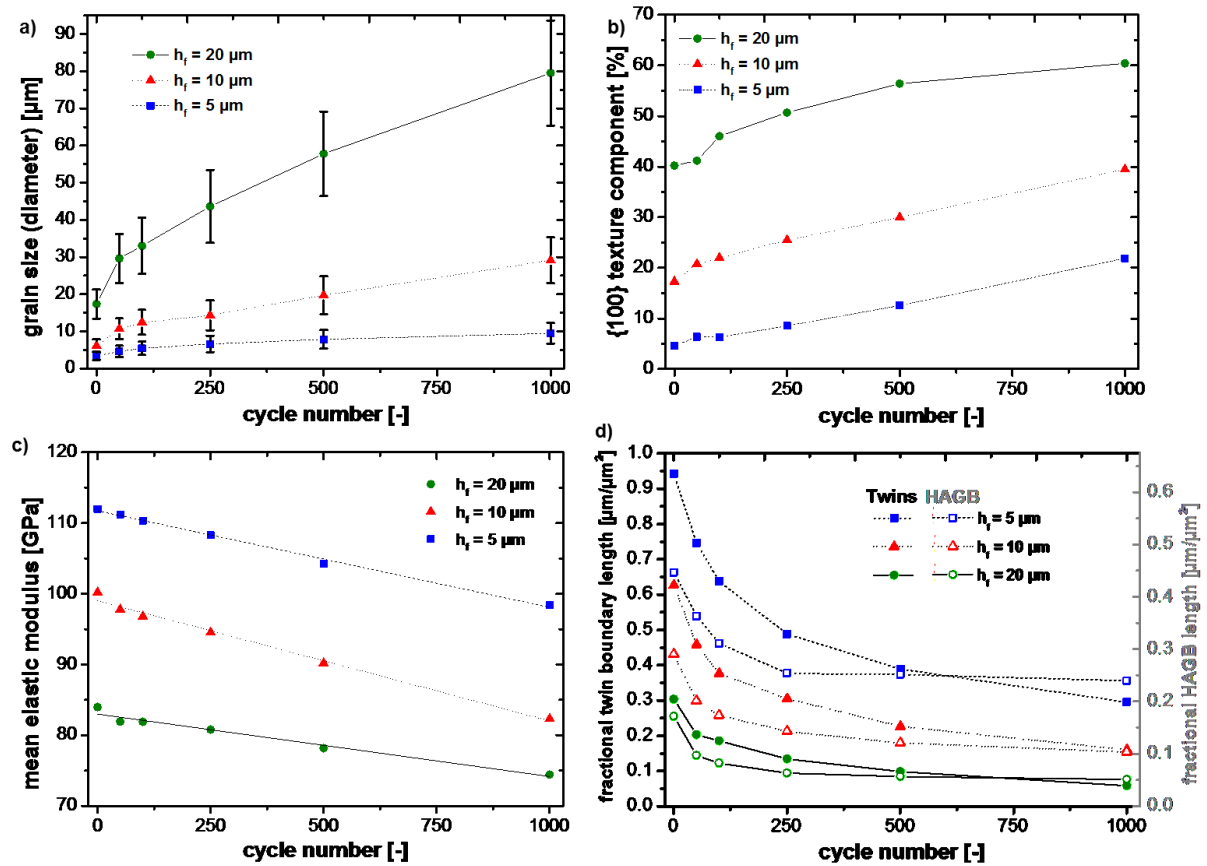 a)
90
80
70
60
50
40
30
20
10
0
grain size (diameter) [µm]
h_f = 20 µm
h_f = 10 µm
h_f = 5 µm
0 250 500 750 1000
cycle number [-]
b)
70
60
50
40
30
20
10
0
{100} texture component [%]
h_f = 20 µm
h_f = 10 µm
h_f = 5 µm
0 250 500 750 1000
cycle number [-]
c)
120
110
100
90
80
70
mean elastic modulus [GPa]
h_f = 20 µm
h_f = 10 µm
h_f = 5 µm
0 250 500 750 1000
cycle number [-]
d)
1.0
0.9
0.8
0.7
0.6
0.5
0.4
0.3
0.2
0.1
0.0
fractional twin boundary length [µm/µm²]
Twins HAGB
h_f = 5 µm
h_f = 10 µm
h_f = 20 µm
0.6
0.5
0.4
0.3
0.2
0.1
0.0
fractional HAGB length [µm/µm²]
0 250 500 750 1000
cycle number [-]